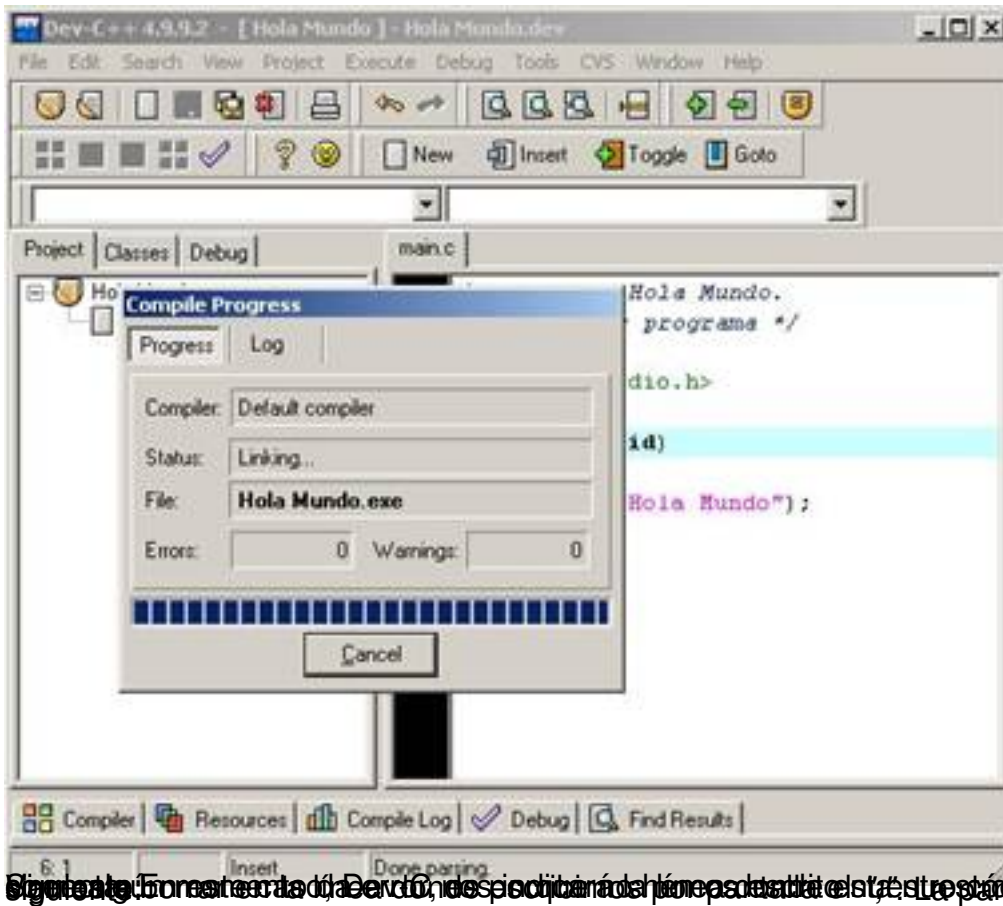 Dev-C++ 4.9.9.2 - [ Hola Mundo ] - Hola Mundo.dev
File Edit Search View Project Execute Debug Tools CVS Window Help
New Insert Toggle Goto
Project Classes Debug main.c
Ho
Hola Mundo.
programa */
dio.h>
id)
Hola Mundo");
Compile Progress
Progress Log
Compiler: Default compiler
Status: Linking...
File: Hola Mundo.exe
Errors: 0 Warnings: 0
Cancel
Compiler Resources Compile Log Debug Find Results
6: 1 Insert Done parsing